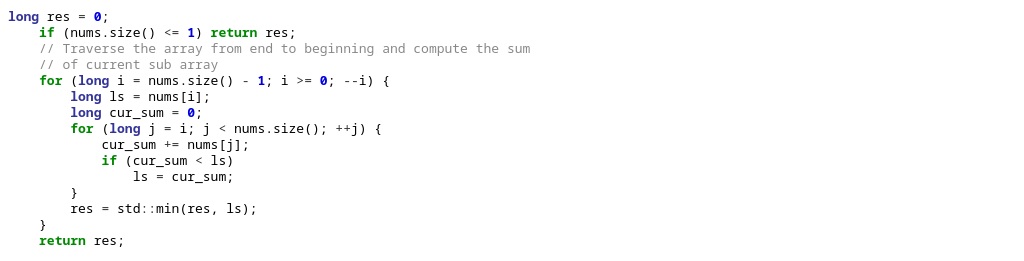 long res = 0;
    if (nums.size() <= 1) return res;
    // Traverse the array from end to beginning and compute the sum
    // of current sub array
    for (long i = nums.size() - 1; i >= 0; --i) {
        long ls = nums[i];
        long cur_sum = 0;
        for (long j = i; j < nums.size(); ++j) {
            cur_sum += nums[j];
            if (cur_sum < ls)
                ls = cur_sum;
        }
        res = std::min(res, ls);
    }
    return res;